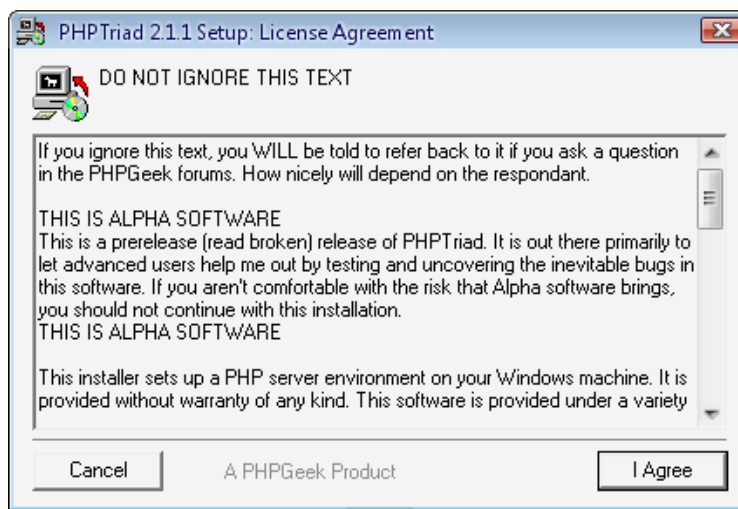 PHPTriad 2.1.1 Setup: License Agreement
DO NOT IGNORE THIS TEXT
If you ignore this text, you WILL be told to refer back to it if you ask a question
in the PHPGeek forums. How nicely will depend on the respondant.
THIS IS ALPHA SOFTWARE
This is a prerelease (read broken) release of PHPTriad. It is out there primarily to
let advanced users help me out by testing and uncovering the inevitable bugs in
this software. If you aren't comfortable with the risk that Alpha software brings,
you should not continue with this installation.
THIS IS ALPHA SOFTWARE
This installer sets up a PHP server environment on your Windows machine. It is
provided without warranty of any kind. This software is provided under a variety
Cancel
A PHPGeek Product
I Agree